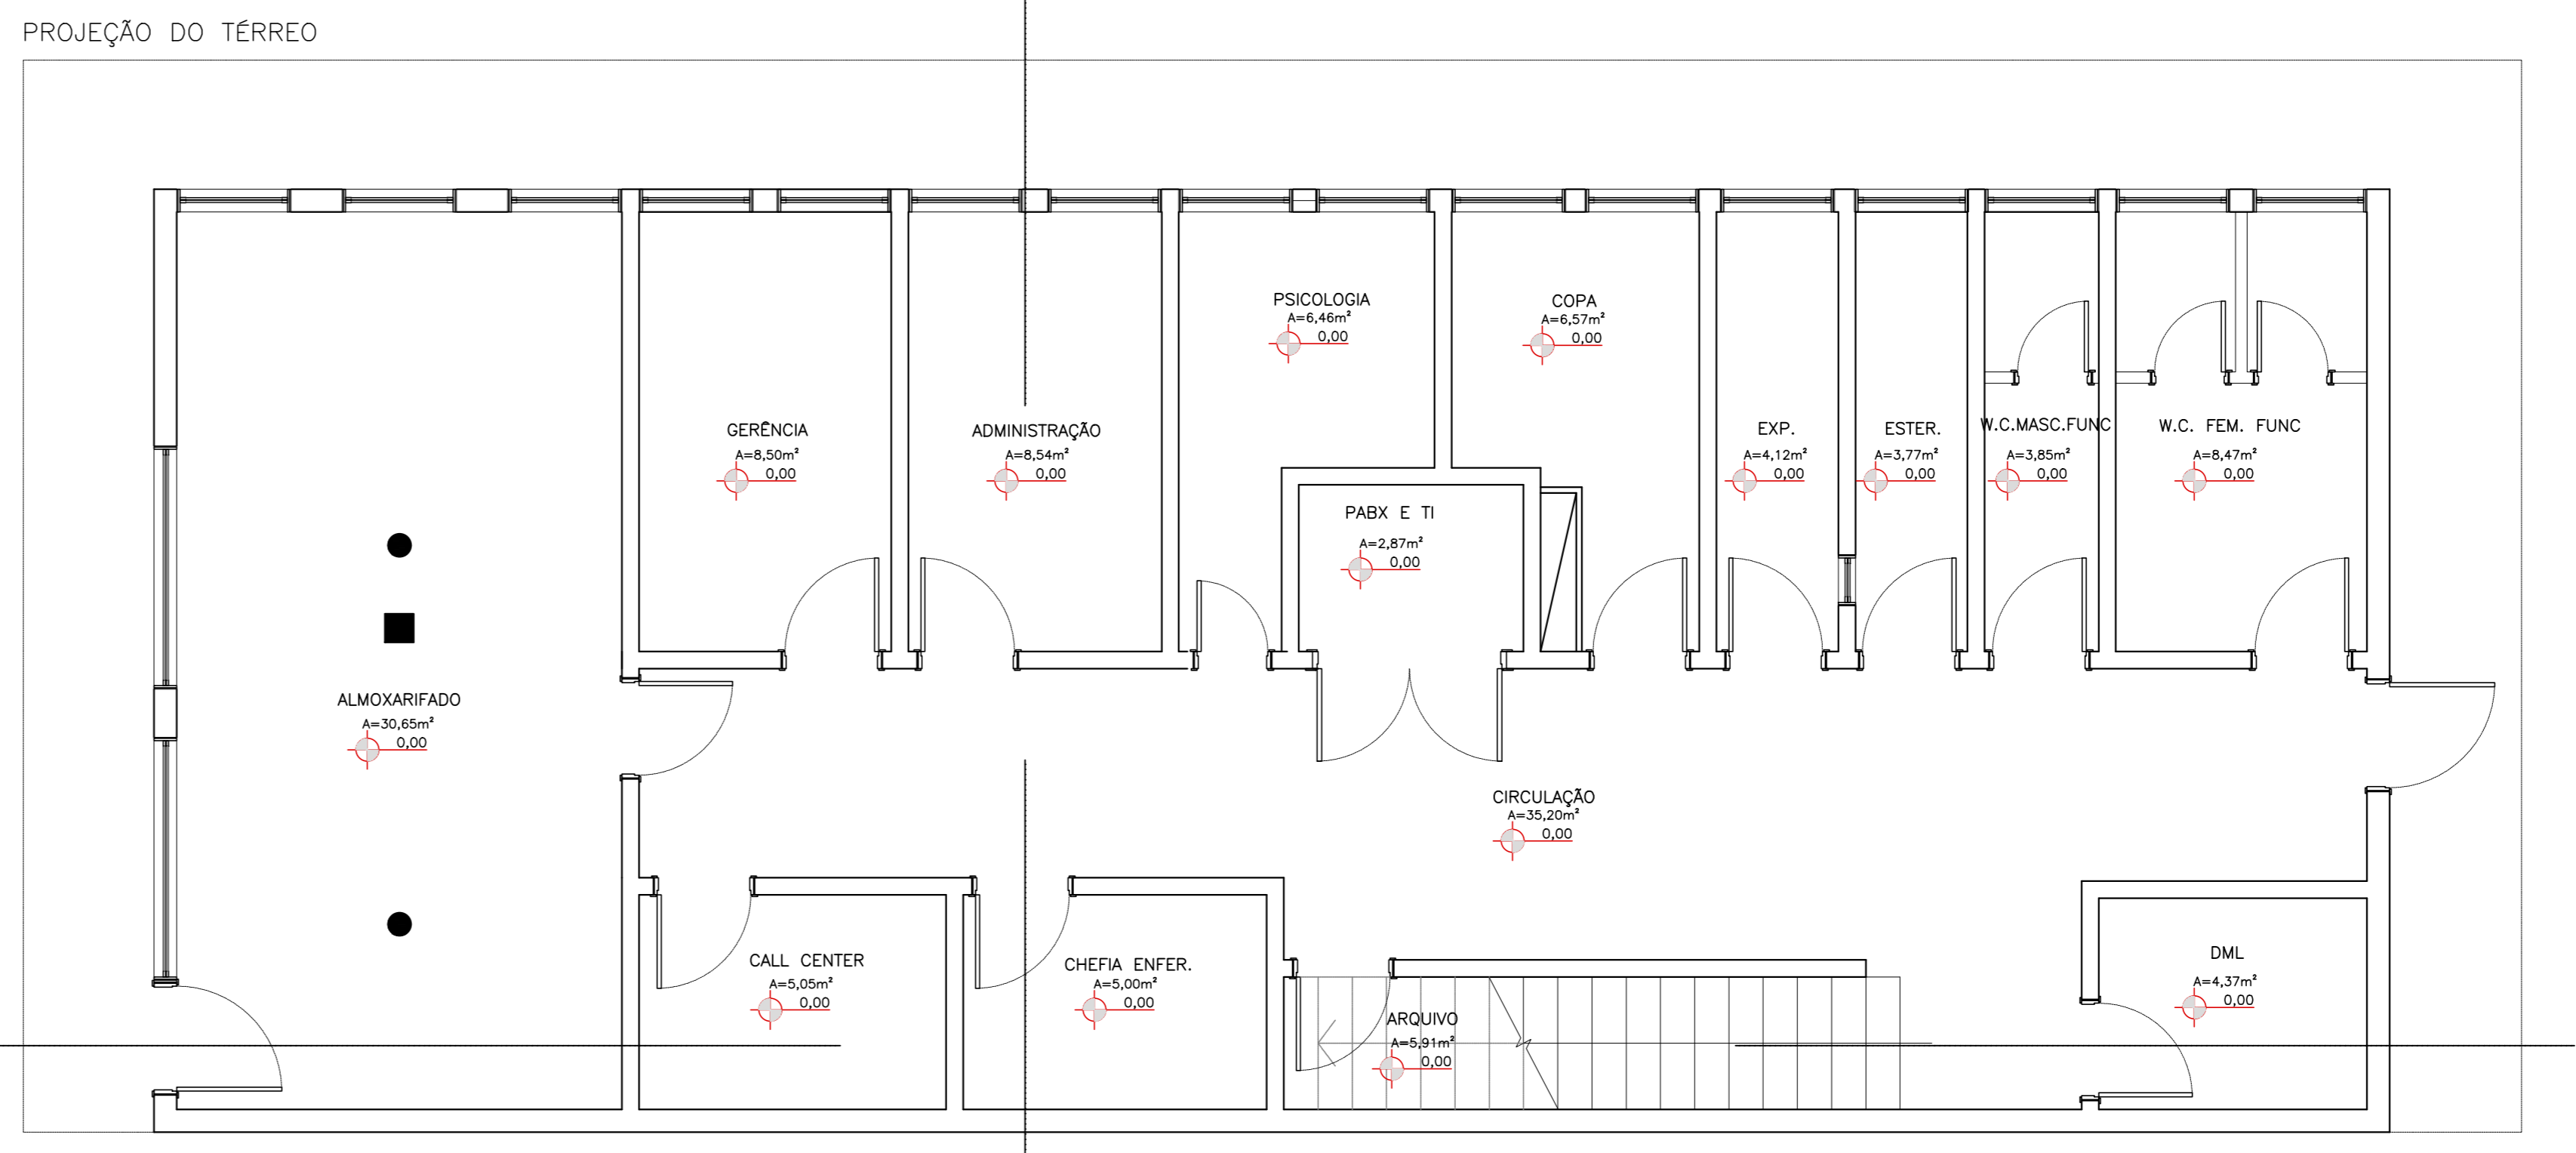 PROJEÇÃO DO TÉRREO
PSICOLOGIA
A=6,46m²
0,00
COPA
A=6,57m²
0,00
GERÊNCIA
A=8,50m²
0,00
ADMINISTRAÇÃO
A=8,54m²
0,00
EXP.
A=4,12m²
0,00
ESTER.
A=3,77m²
0,00
W.C.MASC.FUNC
A=3,85m²
0,00
W.C. FEM. FUNC
A=8,47m²
0,00
PABX E TI
A=2,87m²
0,00
ALMOXARIFADO
A=30,65m²
0,00
CIRCULAÇÃO
A=35,20m²
0,00
CALL CENTER
A=5,05m²
0,00
CHEFIA ENFER.
A=5,00m²
0,00
ARQUIVO
A=5,91m²
0,00
DML
A=4,37m²
0,00